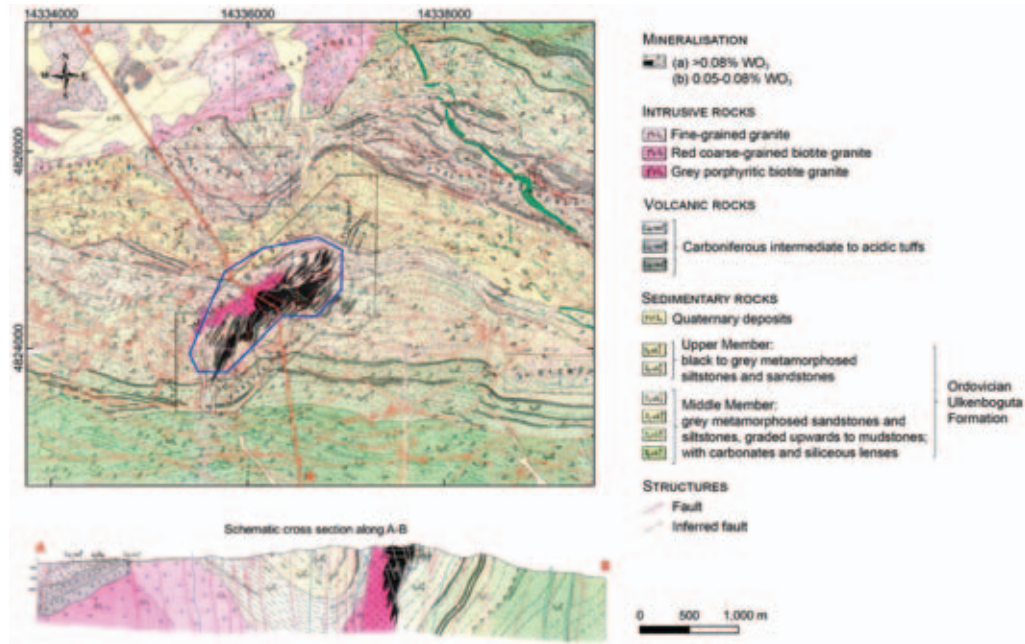 14334000
14336000
14338000
4826000
4824000
N
W
E
S
A
B
MINERALISATION
(a) >0.08% WO₃
(b) 0.05-0.08% WO₃
INTRUSIVE ROCKS
Fine-grained granite
Red coarse-grained biotite granite
Grey porphyritic biotite granite
VOLCANIC ROCKS
Carboniferous intermediate to acidic tuffs
SEDIMENTARY ROCKS
Quaternary deposits
Upper Member:
black to grey metamorphosed
siltstones and sandstones
Middle Member:
grey metamorphosed sandstones and
siltstones, graded upwards to mudstones;
with carbonates and siliceous lenses
Ordovician
Ulkenboguta
Formation
STRUCTURES
Fault
Inferred fault
Schematic cross section along A-B
A
B
0 500 1,000 m